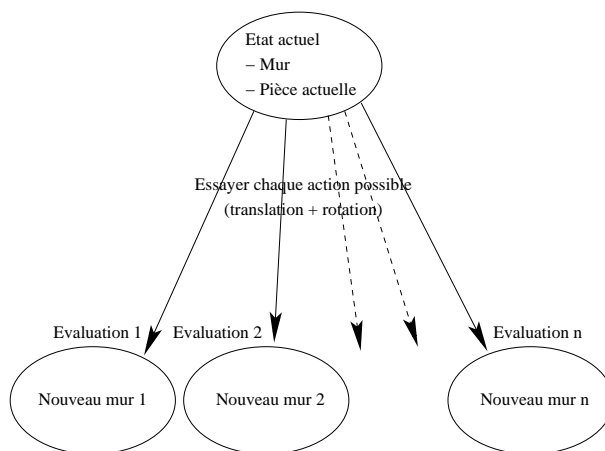 Etat actuel
– Mur
– Pièce actuelle
Essayer chaque action possible
(translation + rotation)
Evaluation 1
Evaluation 2
Evaluation n
Nouveau mur 1
Nouveau mur 2
Nouveau mur n